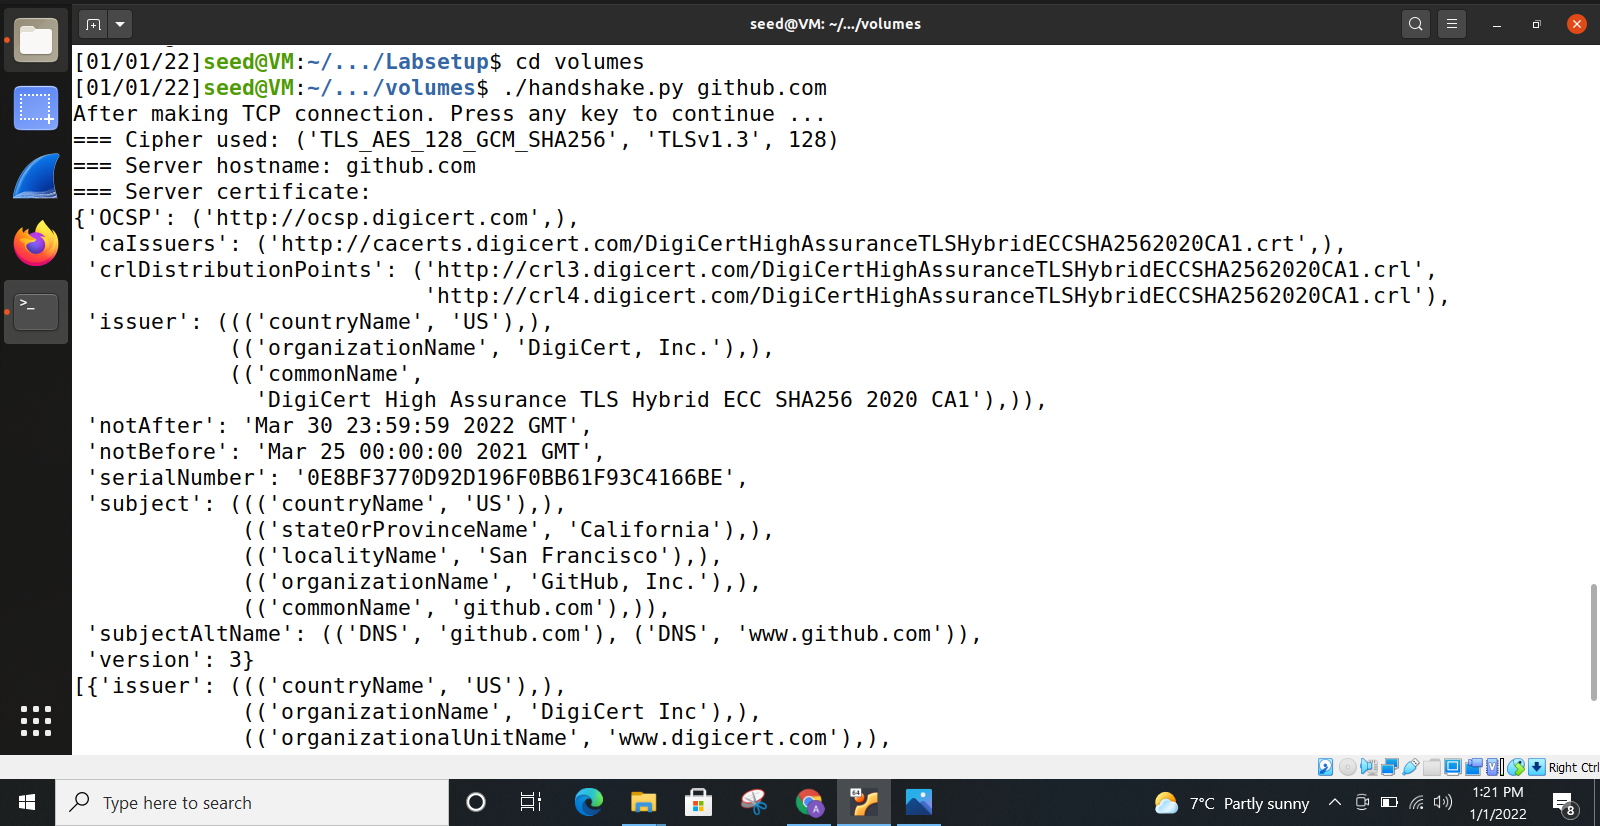 seed@VM: ~/.../volumes
[01/01/22]seed@VM:~/.../Labsetup$ cd volumes
[01/01/22]seed@VM:~/.../volumes$ ./handshake.py github.com
After making TCP connection. Press any key to continue ...
=== Cipher used: ('TLS_AES_128_GCM_SHA256', 'TLSv1.3', 128)
=== Server hostname: github.com
=== Server certificate:
{'OCSP': ('http://ocsp.digicert.com',),
 'caIssuers': ('http://cacerts.digicert.com/DigiCertHighAssuranceTLSHybridECCSHA2562020CA1.crt',),
 'crlDistributionPoints': ('http://crl3.digicert.com/DigiCertHighAssuranceTLSHybridECCSHA2562020CA1.crl',
                           'http://crl4.digicert.com/DigiCertHighAssuranceTLSHybridECCSHA2562020CA1.crl'),
 'issuer': ((('countryName', 'US'),),
            (('organizationName', 'DigiCert, Inc.'),),
            (('commonName',
              'DigiCert High Assurance TLS Hybrid ECC SHA256 2020 CA1'),)),
 'notAfter': 'Mar 30 23:59:59 2022 GMT',
 'notBefore': 'Mar 25 00:00:00 2021 GMT',
 'serialNumber': '0E8BF3770D92D196F0BB61F93C4166BE',
 'subject': ((('countryName', 'US'),),
             (('stateOrProvinceName', 'California'),),
             (('localityName', 'San Francisco'),),
             (('organizationName', 'GitHub, Inc.'),),
             (('commonName', 'github.com'),)),
 'subjectAltName': (('DNS', 'github.com'), ('DNS', 'www.github.com')),
 'version': 3}
[{'issuer': ((('countryName', 'US'),),
             (('organizationName', 'DigiCert Inc'),),
             (('organizationalUnitName', 'www.digicert.com'),),
Right Ctrl
Type here to search
64
A
7°C Partly sunny
1:21 PM
1/1/2022
8